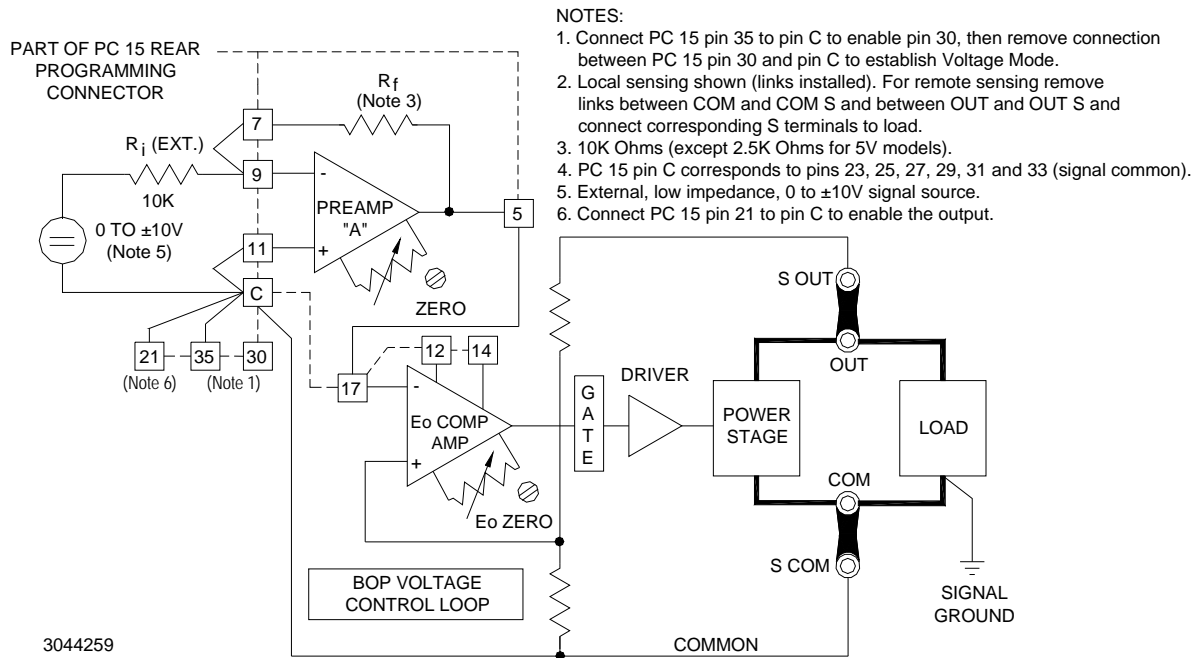 NOTES:
1. Connect PC 15 pin 35 to pin C to enable pin 30, then remove connection
between PC 15 pin 30 and pin C to establish Voltage Mode.
2. Local sensing shown (links installed). For remote sensing remove
links between COM and COM S and between OUT and OUT S and
connect corresponding S terminals to load.
3. 10K Ohms (except 2.5K Ohms for 5V models).
4. PC 15 pin C corresponds to pins 23, 25, 27, 29, 31 and 33 (signal common).
5. External, low impedance, 0 to ±10V signal source.
6. Connect PC 15 pin 21 to pin C to enable the output.
PART OF PC 15 REAR
PROGRAMMING
CONNECTOR
Rf
(Note 3)
7
Ri (EXT.)
10K
9
-
PREAMP
"A"
+
5
0 TO ±10V
(Note 5)
11
C
ZERO
21
35
30
(Note 6)
(Note 1)
17
12
14
-
Eo COMP
AMP
+
Eo ZERO
GATE
DRIVER
POWER
STAGE
S OUT
OUT
LOAD
COM
S COM
SIGNAL
GROUND
BOP VOLTAGE
CONTROL LOOP
COMMON
3044259